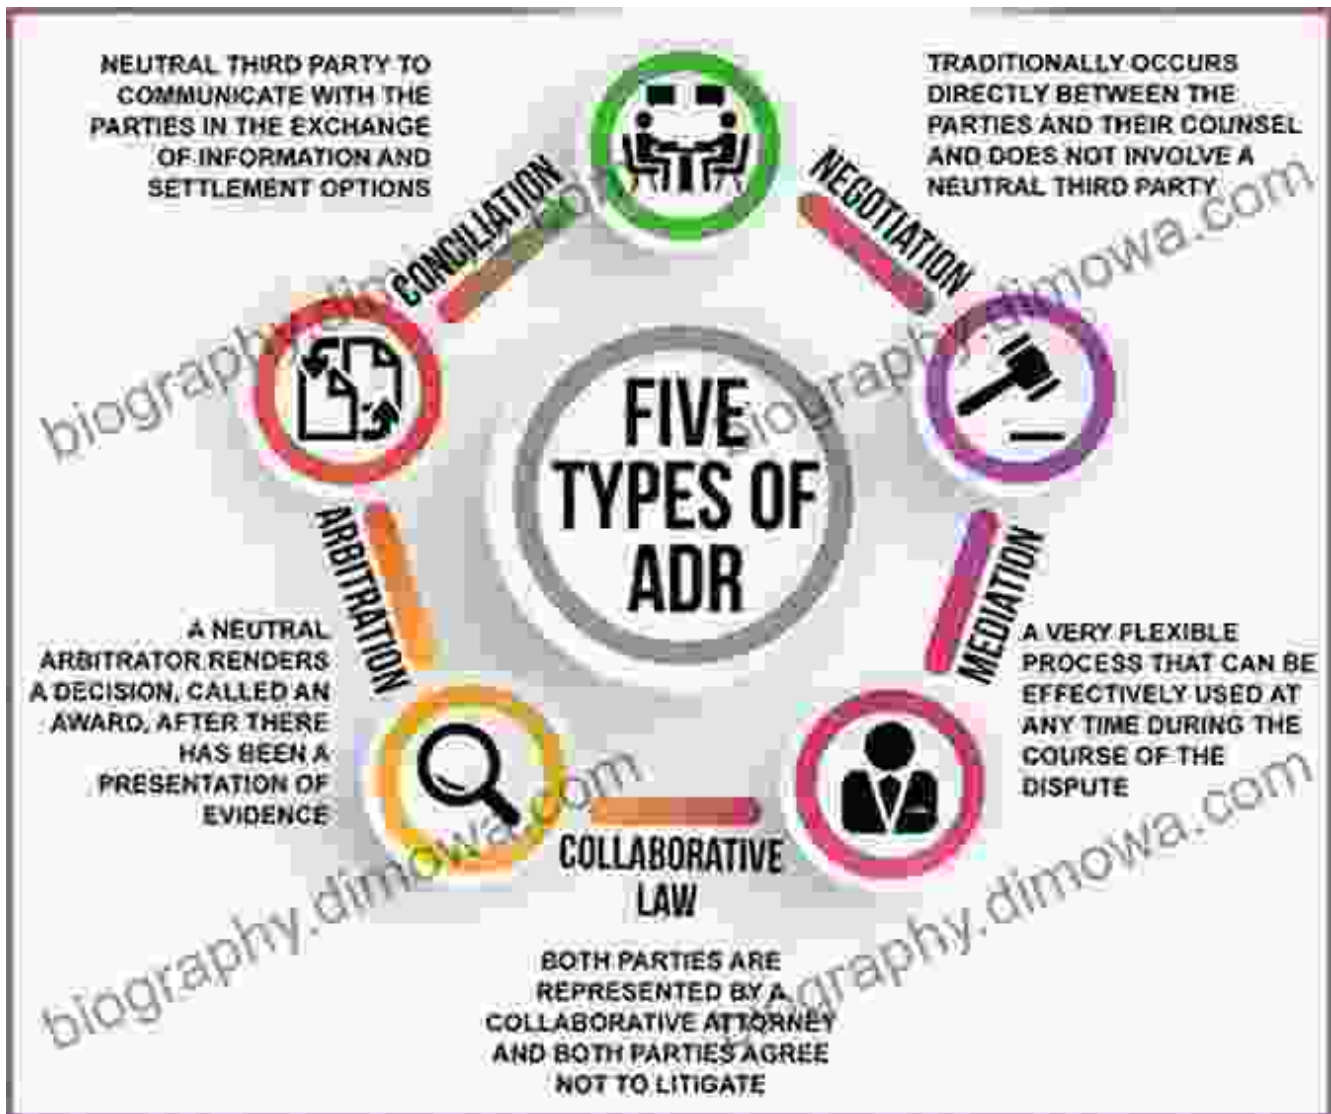 NEUTRAL THIRD PARTY TO
COMMUNICATE WITH THE
PARTIES IN THE EXCHANGE
OF INFORMATION AND
SETTLEMENT OPTIONS
TRADITIONALLY OCCURS
DIRECTLY BETWEEN THE
PARTIES AND THEIR COUNSEL
AND DOES NOT INVOLVE A
NEUTRAL THIRD PARTY
CONCILIATION
NEGOTIATION
FIVE
TYPES OF
ADR
ARBITRATION
MEDIATION
A NEUTRAL
ARBITRATOR RENDERS
A DECISION, CALLED AN
AWARD, AFTER THERE
HAS BEEN A
PRESENTATION OF
EVIDENCE
A VERY FLEXIBLE
PROCESS THAT CAN BE
EFFECTIVELY USED AT
ANY TIME DURING THE
COURSE OF THE
DISPUTE
COLLABORATIVE
LAW
BOTH PARTIES ARE
REPRESENTED BY A
COLLABORATIVE ATTORNEY
AND BOTH PARTIES AGREE
NOT TO LITIGATE
biography.dimowa.com
biography.dimowa.com
biography.dimowa.com
biography.dimowa.com